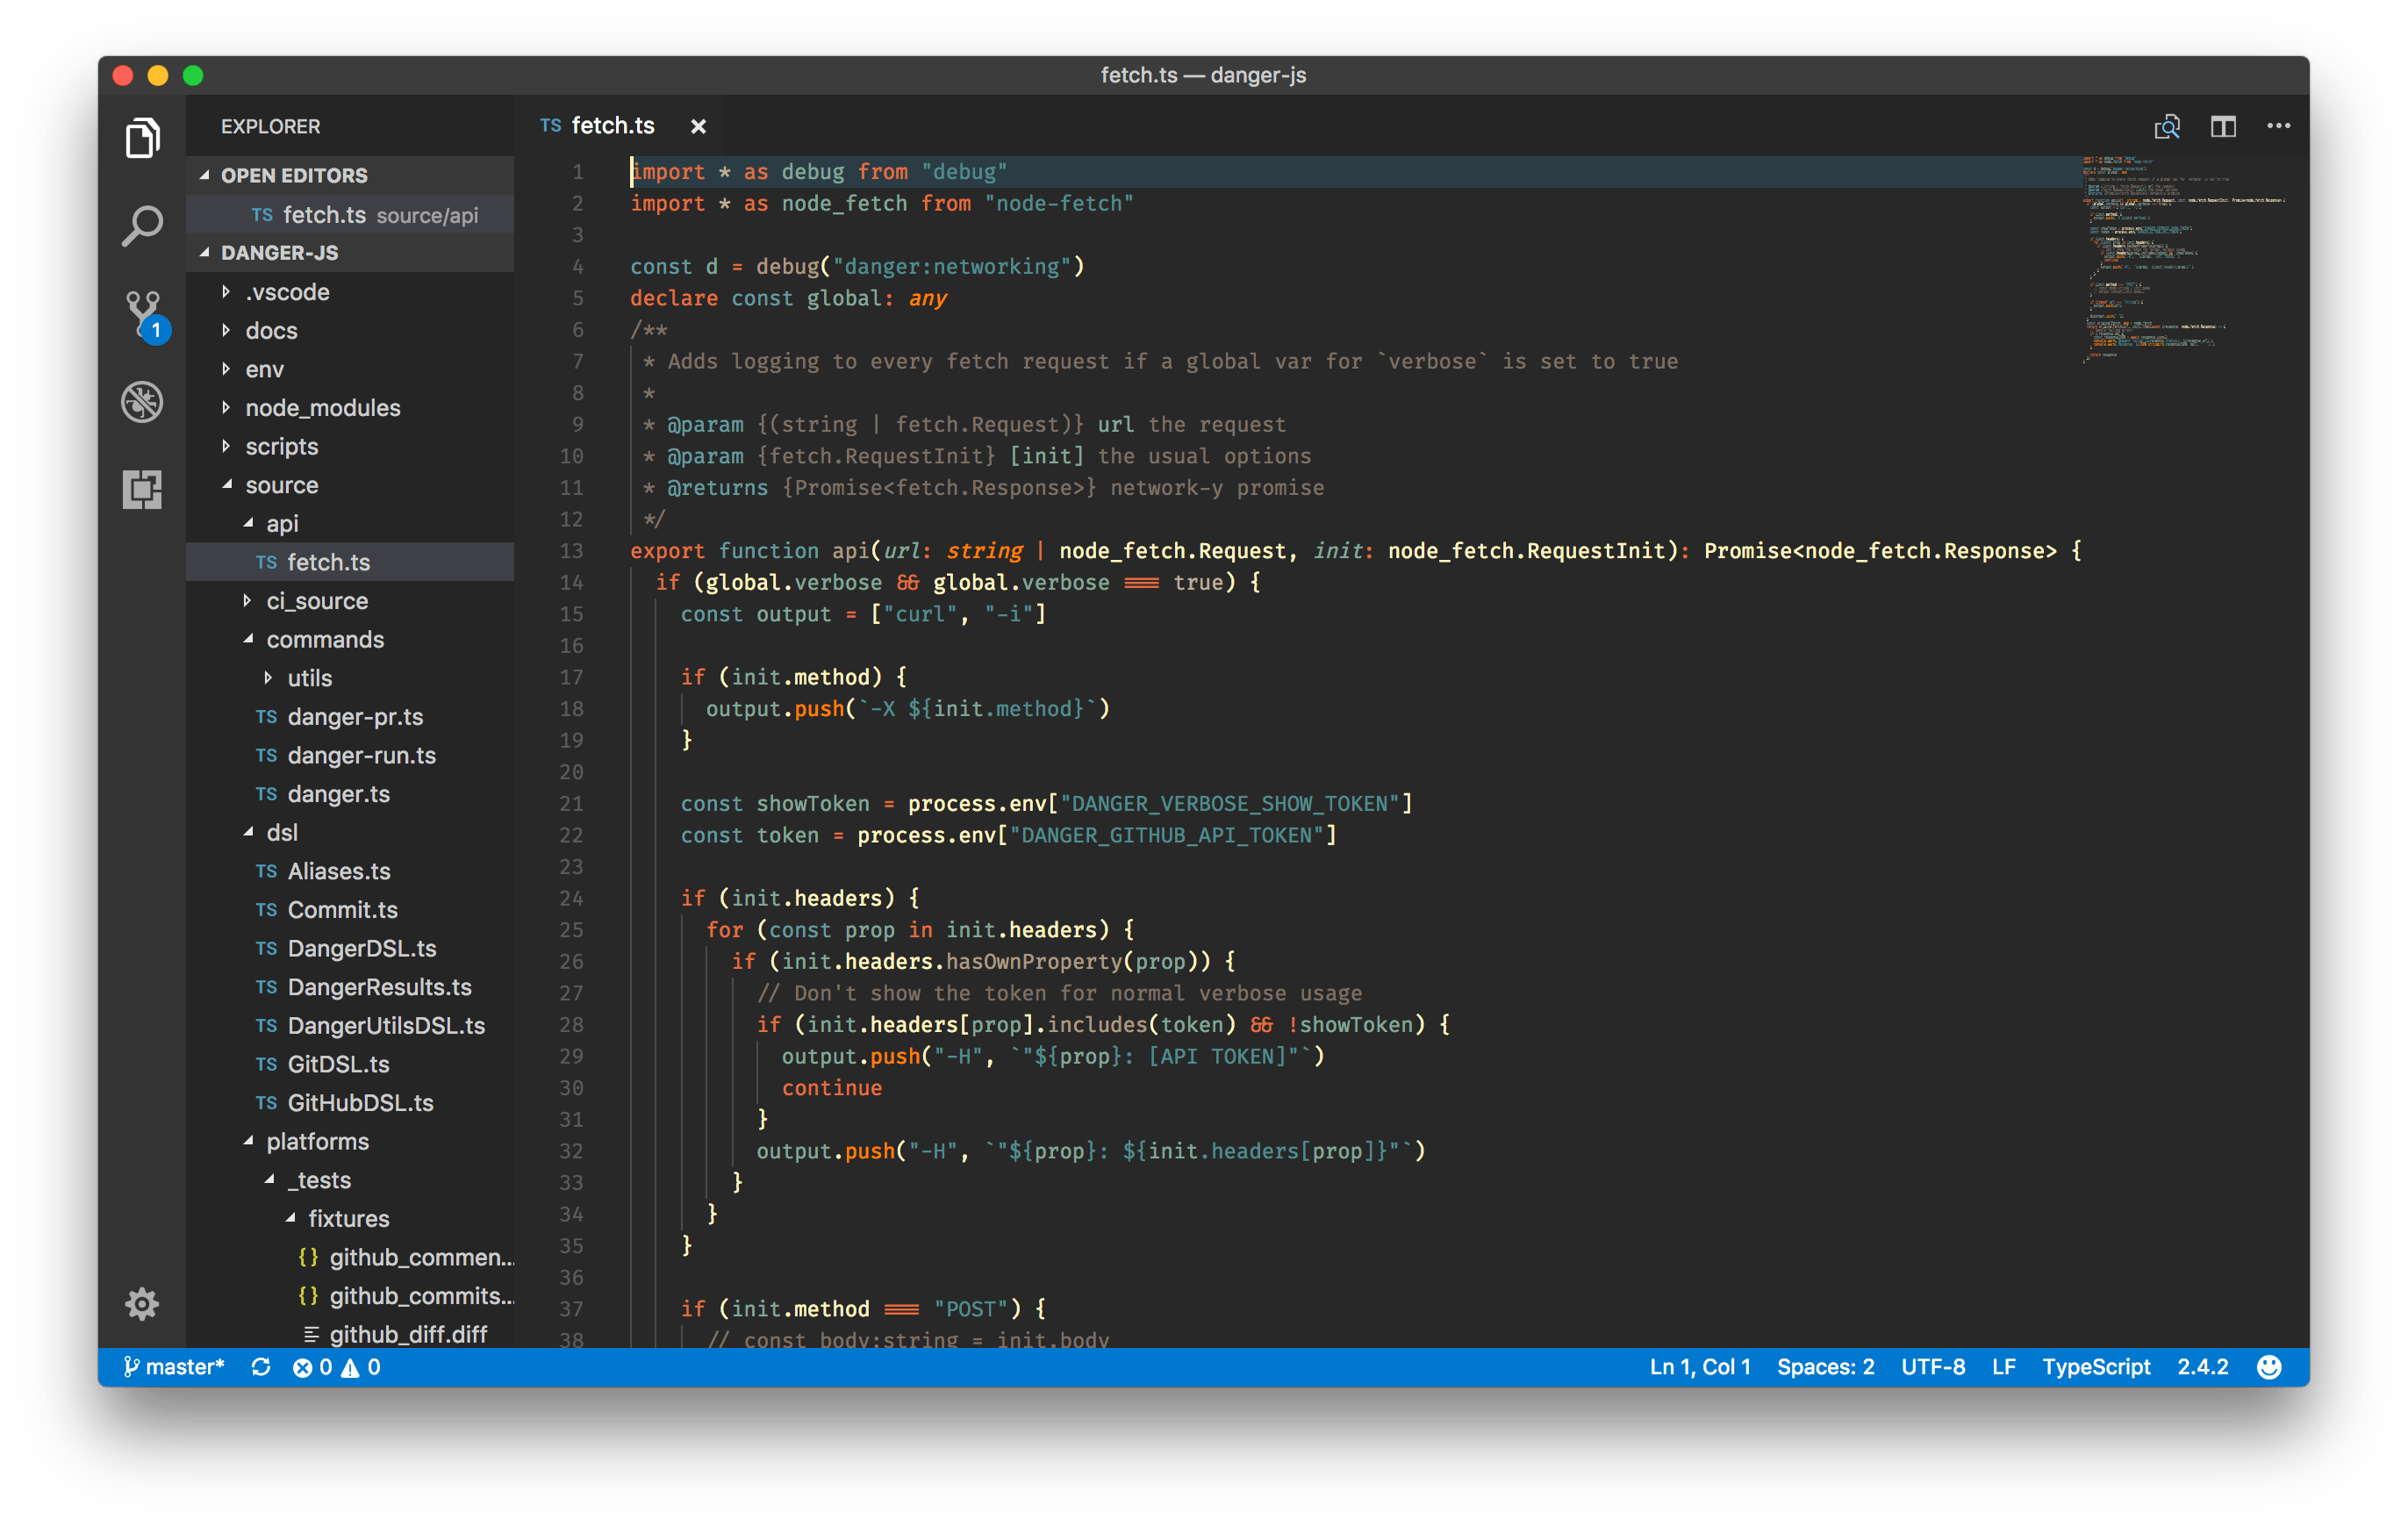 fetch.ts — danger-js
EXPLORER
OPEN EDITORS
TS fetch.ts source/api
DANGER-JS
.vscode
docs
env
node_modules
scripts
source
api
TS fetch.ts
ci_source
commands
utils
TS danger-pr.ts
TS danger-run.ts
TS danger.ts
dsl
TS Aliases.ts
TS Commit.ts
TS DangerDSL.ts
TS DangerResults.ts
TS DangerUtilsDSL.ts
TS GitDSL.ts
TS GitHubDSL.ts
platforms
_tests
fixtures
{} github_commen...
{} github_commits...
github_diff.diff
1
TS fetch.ts ×
1 import * as debug from "debug"
2 import * as node_fetch from "node-fetch"
3
4 const d = debug("danger:networking")
5 declare const global: any
6 /**
7 * Adds logging to every fetch request if a global var for `verbose` is set to true
8 *
9 * @param {(string | fetch.Request)} url the request
10 * @param {fetch.RequestInit} [init] the usual options
11 * @returns {Promise<fetch.Response>} network-y promise
12 */
13 export function api(url: string | node_fetch.Request, init: node_fetch.RequestInit): Promise<node_fetch.Response> {
14 if (global.verbose && global.verbose === true) {
15 const output = ["curl", "-i"]
16
17 if (init.method) {
18 output.push(`-X ${init.method}`)
19 }
20
21 const showToken = process.env["DANGER_VERBOSE_SHOW_TOKEN"]
22 const token = process.env["DANGER_GITHUB_API_TOKEN"]
23
24 if (init.headers) {
25 for (const prop in init.headers) {
26 if (init.headers.hasOwnProperty(prop)) {
27 // Don't show the token for normal verbose usage
28 if (init.headers[prop].includes(token) && !showToken) {
29 output.push("-H", `"${prop}: [API TOKEN]"`)
30 continue
31 }
32 output.push("-H", `"${prop}: ${init.headers[prop]}"`)
33 }
34 }
35 }
36
37 if (init.method === "POST") {
38 // const body:string = init.body
master* 0 0
Ln 1, Col 1 Spaces: 2 UTF-8 LF TypeScript 2.4.2